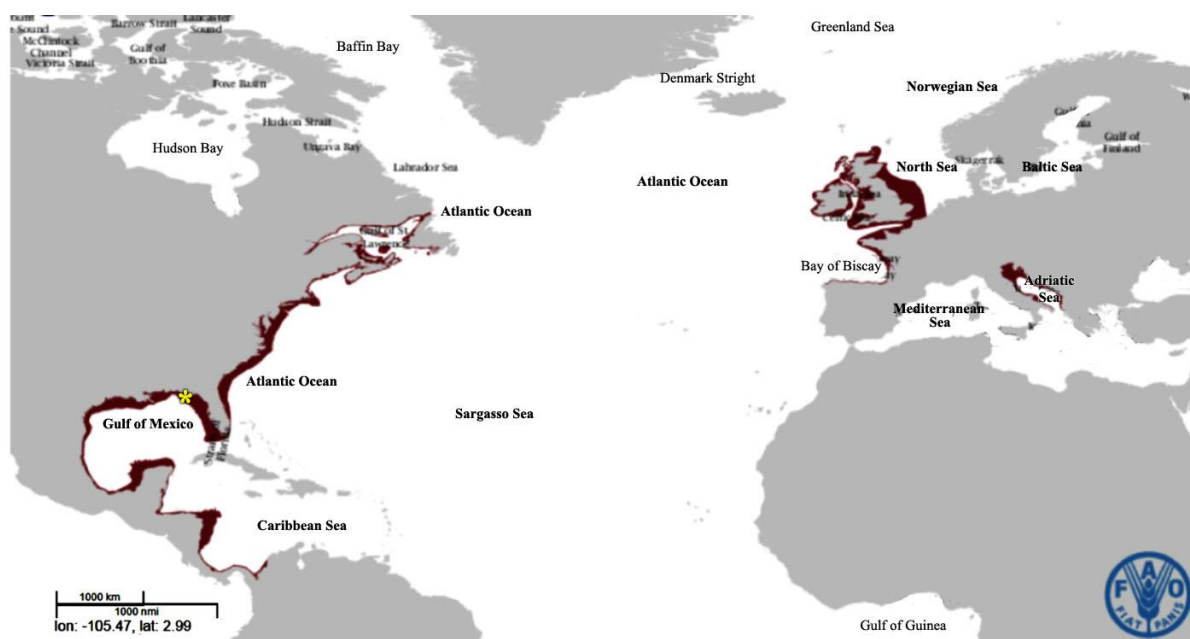 Barrow Strait
Lancaster
Sound
Sound
McClintock
Channel
Victoria Strait
Gulf of
Boothia
Baffin Bay
Greenland Sea
Foxe Basin
Denmark Stright
Norwegian Sea
Hudson Strait
Ungava Bay
Hudson Bay
Labrador Sea
Gulf of
Finland
Skagerrak
North Sea
Baltic Sea
Atlantic Ocean
Atlantic Ocean
Gulf of St.
Lawrence
Bay of Biscay
Adriatic
Sea
Mediterranean
Sea
Atlantic Ocean
Sargasso Sea
Gulf of Mexico
Caribbean Sea
1000 km
1000 nmi
lon: -105.47, lat: 2.99
Gulf of Guinea
F A O
FIAT
PANIS